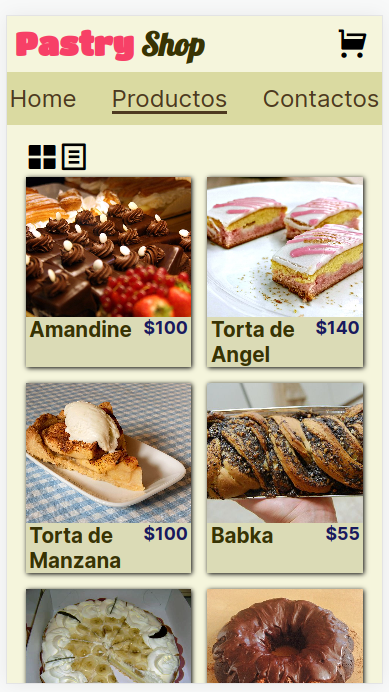 Pastry Shop
Home Productos Contactos
Amandine $100
Torta de $140
Angel
Torta de $100
Manzana
Babka $55